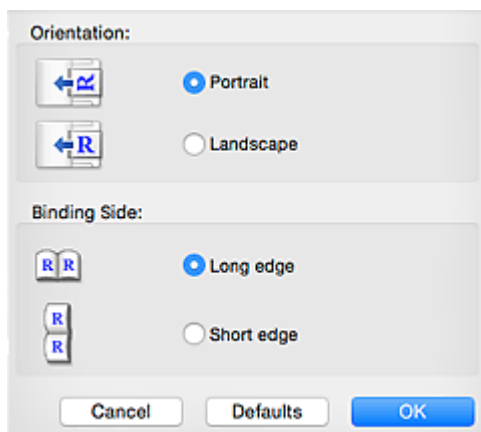 Orientation:
R
Portrait
R
Landscape
Binding Side:
R R
Long edge
R
R
Short edge
Cancel Defaults OK